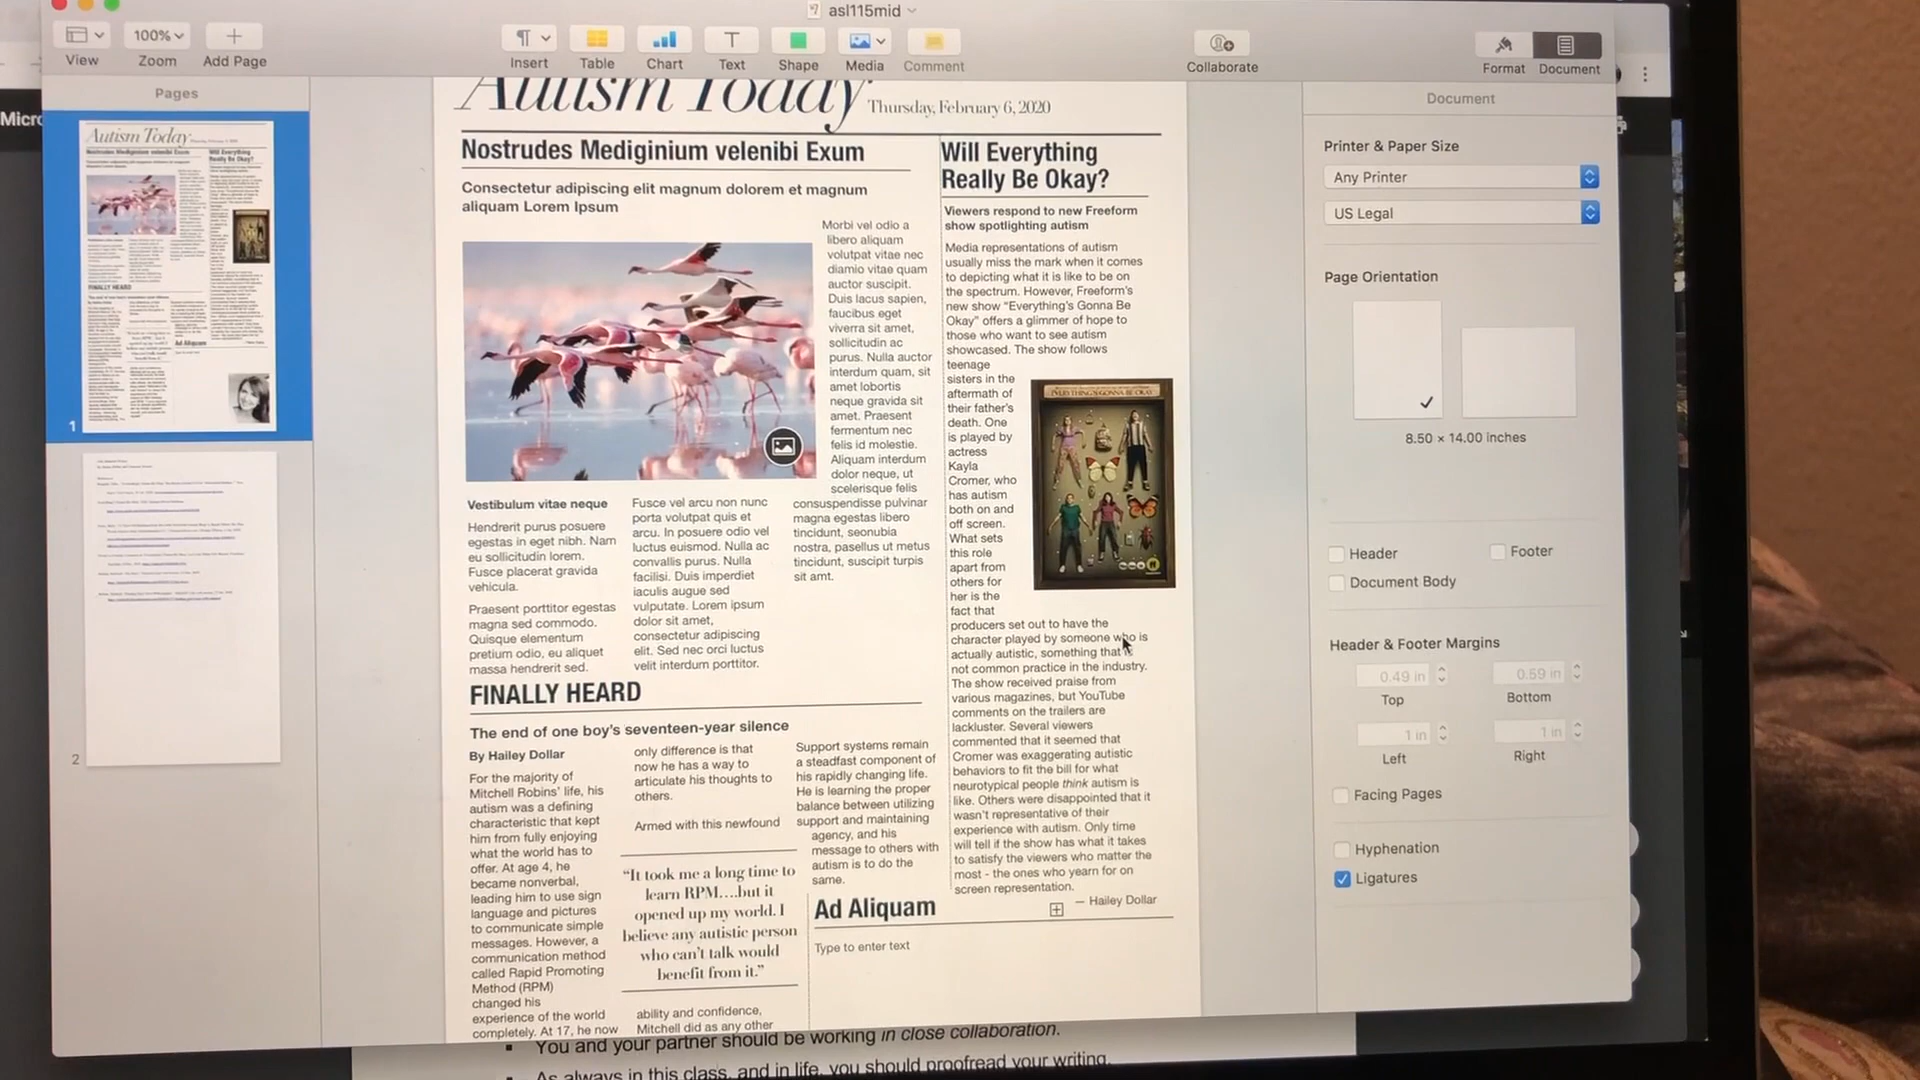 asl115mid
View
100%
Zoom
Add Page
Insert
Table
Chart
Text
Shape
Media
Comment
Collaborate
Format
Document
Micro
Pages
1
2
Autism Today
Thursday, February 6, 2020
Nostrudes Mediginium velenibi Exum
Consectetur adipiscing elit magnum dolorem et magnum
aliquam Lorem Ipsum
Morbi vel odio a
libero aliquam
volutpat vitae nec
diamio vitae quam
auctor suscipit.
Duis lacus sapien,
faucibus eget
viverra sit amet,
sollicitudin ac
purus. Nulla auctor
interdum quam, sit
amet lobortis
neque gravida sit
amet. Praesent
fermentum nec
felis id molestie.
Aliquam interdum
dolor neque, ut
scelerisque felis
Vestibulum vitae neque
Hendrerit purus posuere
egestas in eget nibh. Nam
eu sollicitudin lorem.
Fusce placerat gravida
vehicula.
Praesent porttitor egestas
magna sed commodo.
Quisque elementum
pretium odio, eu aliquet
massa hendrerit sed.
Fusce vel arcu non nunc
porta volutpat quis et
arcu. In posuere odio vel
luctus euismod. Nulla ac
convallis purus. Nulla
facilisi. Duis imperdiet
iaculis augue sed
vulputate. Lorem ipsum
dolor sit amet,
consectetur adipiscing
elit. Sed nec orci luctus
velit interdum porttitor.
consuspendisse pulvinar
magna egestas libero
tincidunt, seonubia
nostra, pasellus ut metus
tincidunt, suscipit turpis
sit amt.
FINALLY HEARD
The end of one boy's seventeen-year silence
By Hailey Dollar
For the majority of
Mitchell Robins' life, his
autism was a defining
characteristic that kept
him from fully enjoying
what the world has to
offer. At age 4, he
became nonverbal,
leading him to use sign
language and pictures
to communicate simple
messages. However, a
communication method
called Rapid Promoting
Method (RPM)
changed his
experience of the world
completely. At 17, he now
only difference is that
now he has a way to
articulate his thoughts to
others.
Armed with this newfound
“It took me a long time to
learn RPM....but it
opened up my world. I
believe any autistic person
who can't talk would
benefit from it.”
ability and confidence,
Mitchell did as any other
Support systems remain
a steadfast component of
his rapidly changing life.
He is learning the proper
balance between utilizing
support and maintaining
agency, and his
message to others with
autism is to do the
same.
Ad Aliquam
Type to enter text
Will Everything
Really Be Okay?
Viewers respond to new Freeform
show spotlighting autism
Media representations of autism
usually miss the mark when it comes
to depicting what it is like to be on
the spectrum. However, Freeform's
new show “Everything's Gonna Be
Okay” offers a glimmer of hope to
those who want to see autism
showcased. The show follows
teenage
sisters in the
aftermath of
their father's
death. One
is played by
actress
Kayla
Cromer, who
has autism
both on and
off screen.
What sets
this role
apart from
others for
her is the
fact that
EVERYTHING'S GONNA BE OKAY
producers set out to have the
character played by someone who is
actually autistic, something that
not common practice in the industry.
The show received praise from
various magazines, but YouTube
comments on the trailers are
lackluster. Several viewers
commented that it seemed that
Cromer was exaggerating autistic
behaviors to fit the bill for what
neurotypical people think autism is
like. Others were disappointed that it
wasn't representative of their
experience with autism. Only time
will tell if the show has what it takes
to satisfy the viewers who matter the
most - the ones who yearn for on
screen representation.
— Hailey Dollar
Document
Printer & Paper Size
Any Printer
US Legal
Page Orientation
8.50 × 14.00 inches
Header
Footer
Document Body
Header & Footer Margins
0.49 in
0.59 in
Top
Bottom
1 in
1 in
Left
Right
Facing Pages
Hyphenation
Ligatures
You and your partner should be working in close collaboration.
As always in this class, and in life, you should proofread your writing.